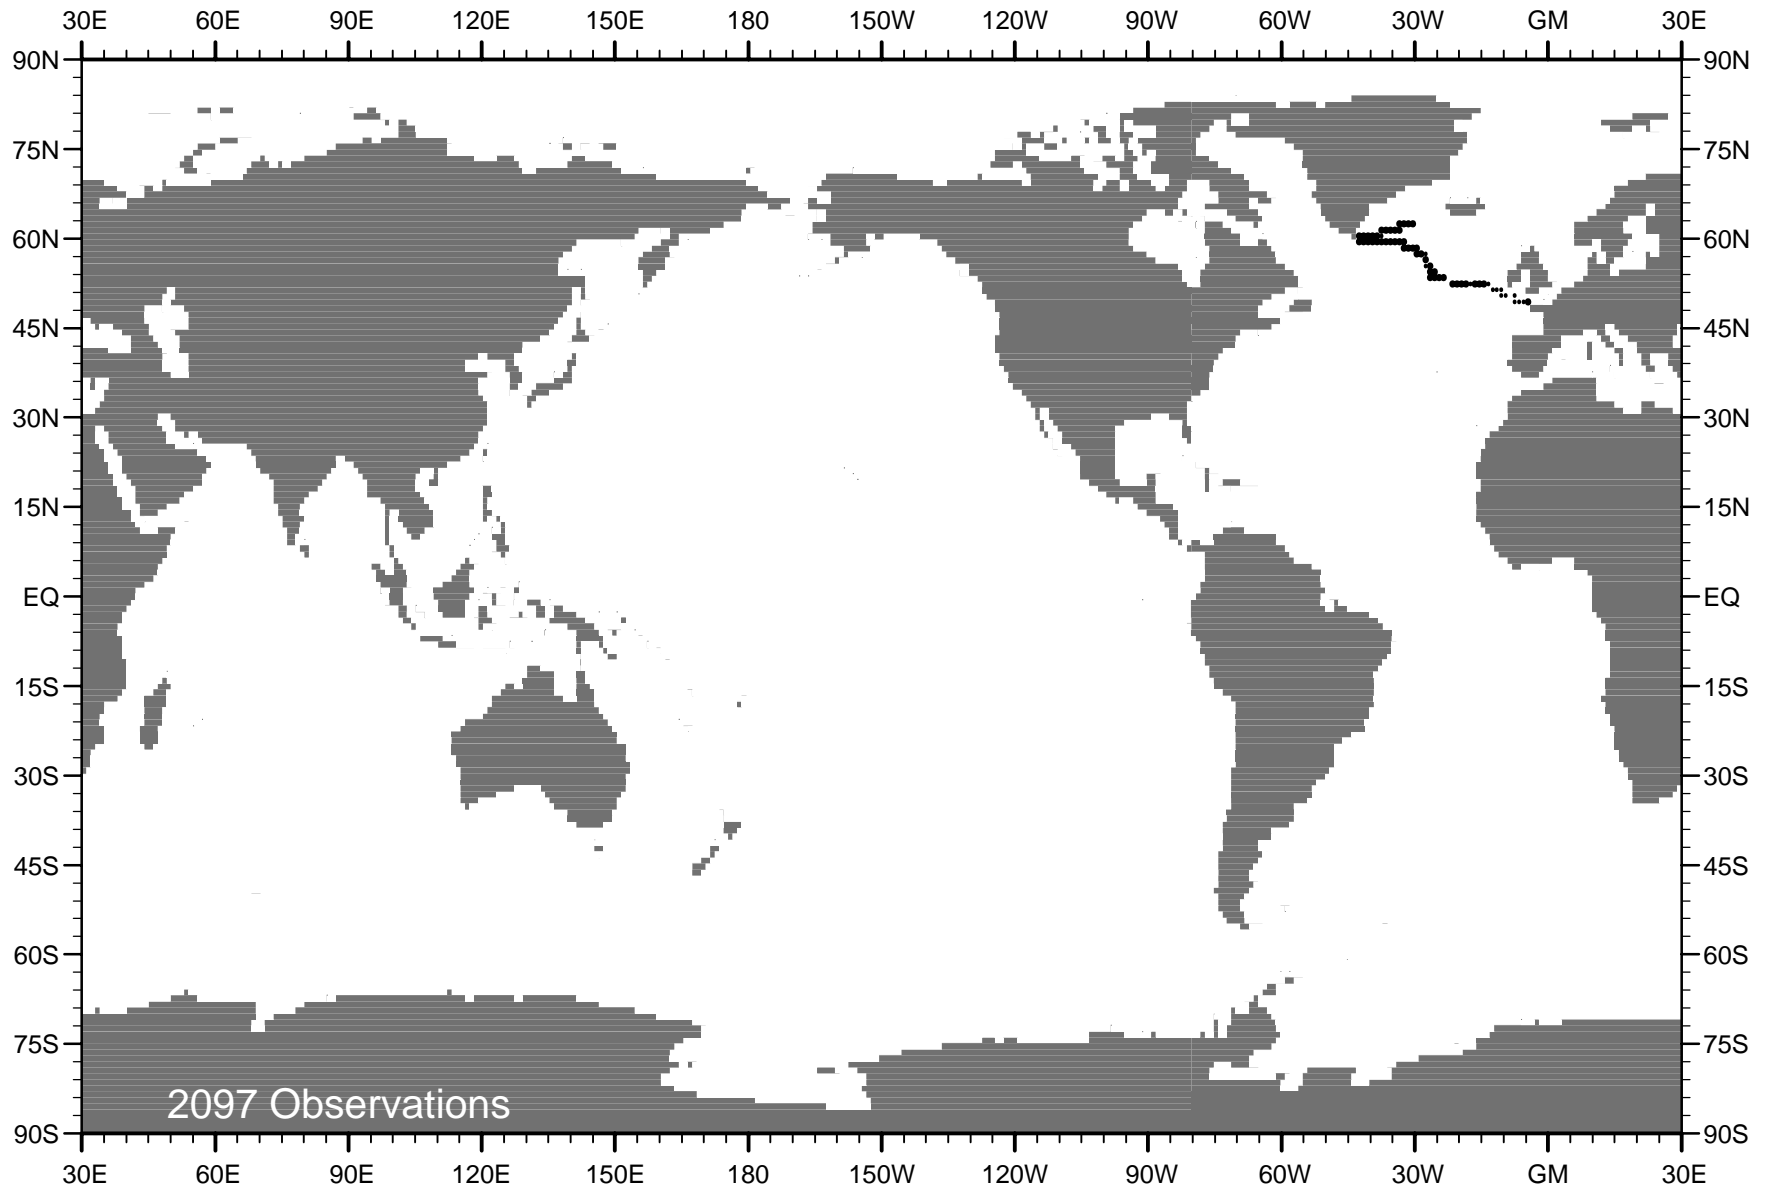 30E 60E 90E 120E 150E 180 150W 120W 90W 60W 30W GM 30E
90N 90N
75N 75N
60N 60N
45N 45N
30N 30N
15N 15N
EQ EQ
15S 15S
30S 30S
45S 45S
60S 60S
75S 75S
2097 Observations
90S 90S
30E 60E 90E 120E 150E 180 150W 120W 90W 60W 30W GM 30E